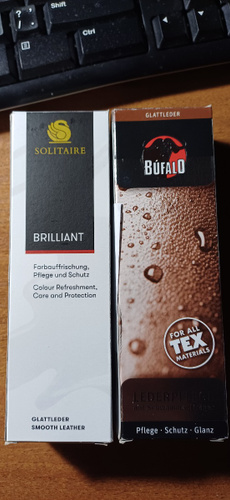 Shift
?
Ctrl
SOLITAIRE
BRILLIANT
Farbauffrischung,
Pflege und Schutz
Colour Refreshment,
Care and Protection
GLATTLEDER
SMOOTH LEATHER
GLATTLEDER
BÚFALO
FOR ALL
TEX
MATERIALS
Pflege · Schutz · Glanz